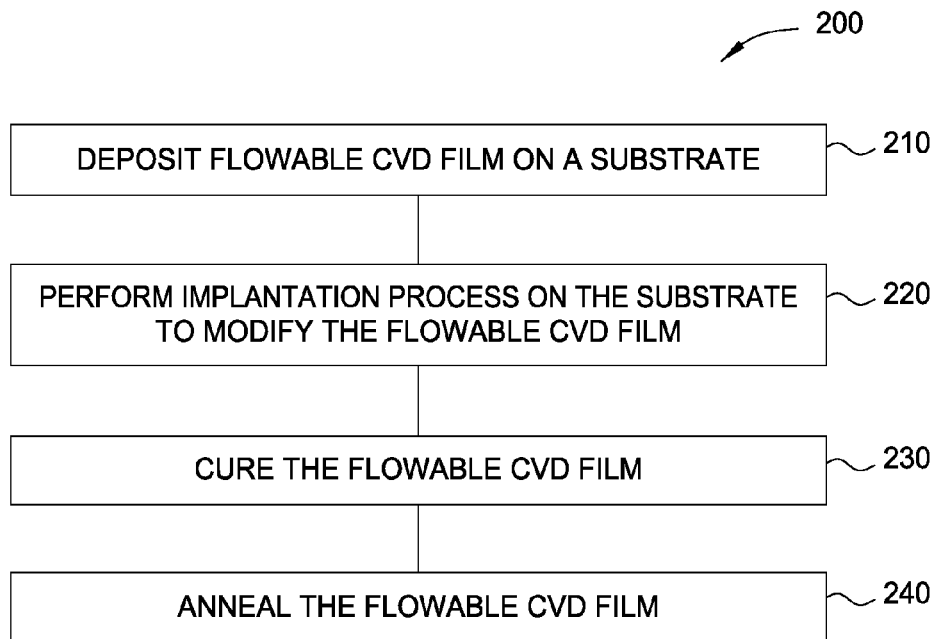 200
DEPOSIT FLOWABLE CVD FILM ON A SUBSTRATE
210
PERFORM IMPLANTATION PROCESS ON THE SUBSTRATE
TO MODIFY THE FLOWABLE CVD FILM
220
CURE THE FLOWABLE CVD FILM
230
ANNEAL THE FLOWABLE CVD FILM
240